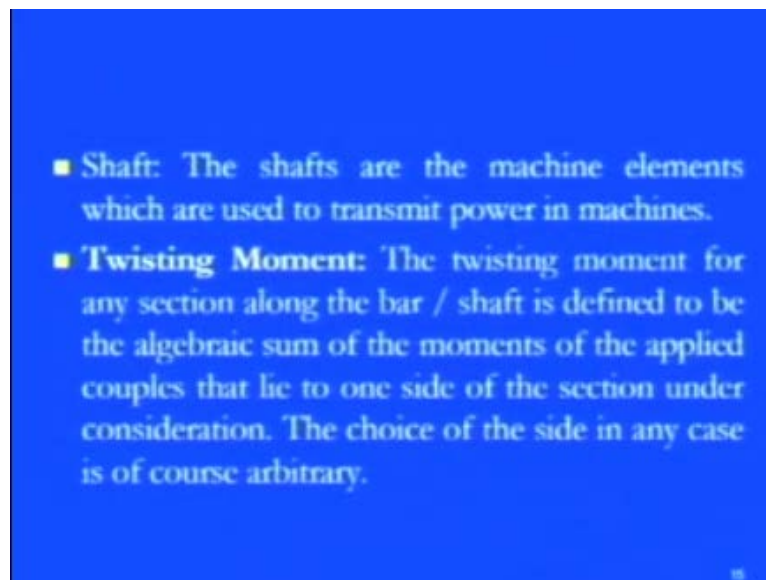 Shaft: The shafts are the machine elements
which are used to transmit power in machines.
Twisting Moment: The twisting moment for
any section along the bar / shaft is defined to be
the algebraic sum of the moments of the applied
couples that lie to one side of the section under
consideration. The choice of the side in any case
is of course arbitrary.
15